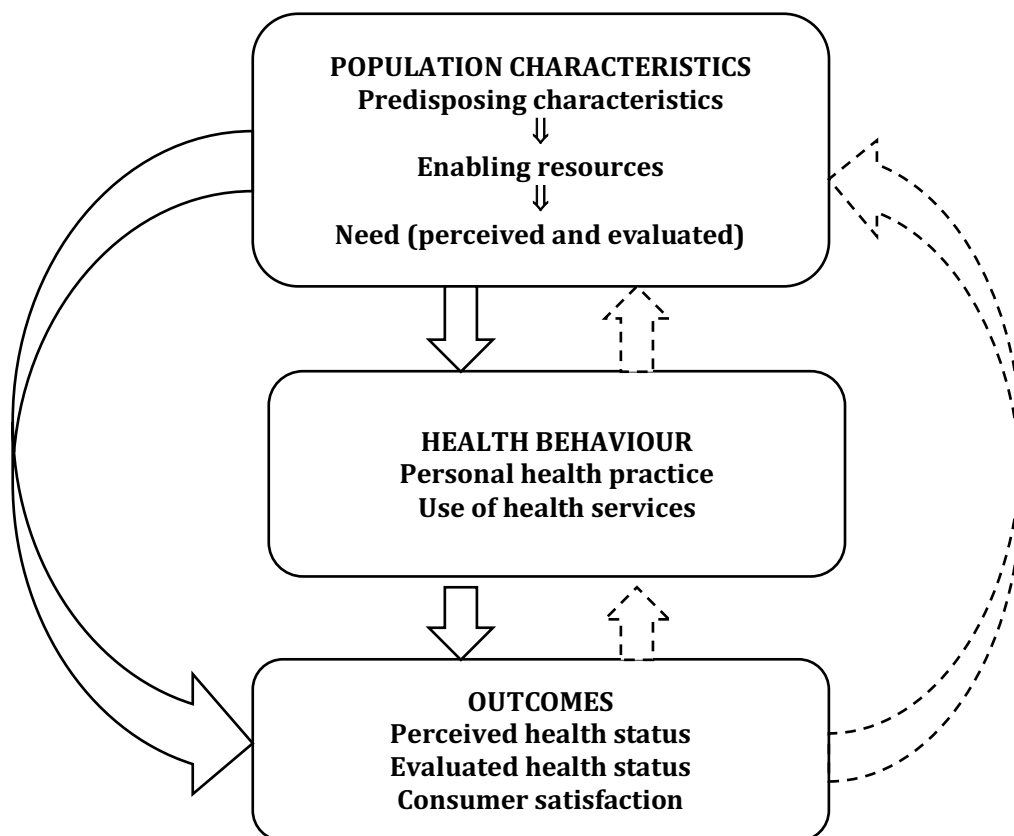 POPULATION CHARACTERISTICS
Predisposing characteristics
⇓
Enabling resources
⇓
Need (perceived and evaluated)
HEALTH BEHAVIOUR
Personal health practice
Use of health services
OUTCOMES
Perceived health status
Evaluated health status
Consumer satisfaction